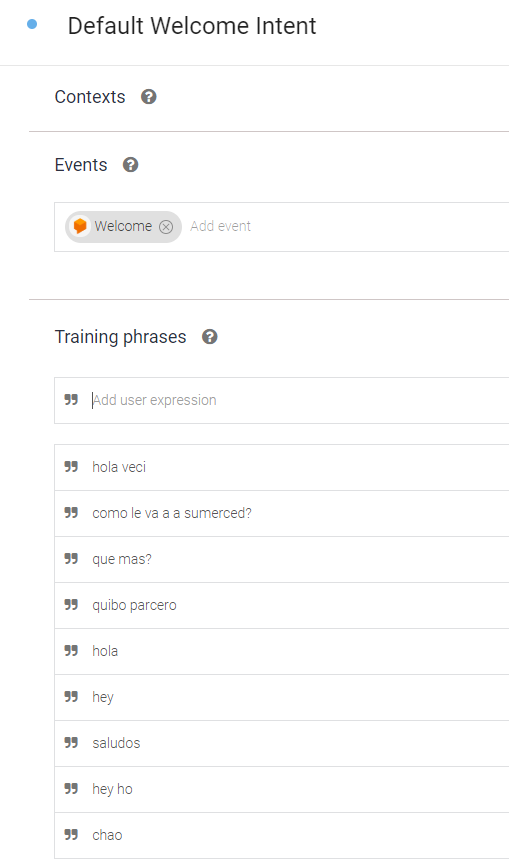 Default Welcome Intent
Contexts ?
Events ?
Welcome Add event
Training phrases ?
Add user expression
hola veci
como le va a a sumerced?
que mas?
quibo parcero
hola
hey
saludos
hey ho
chao